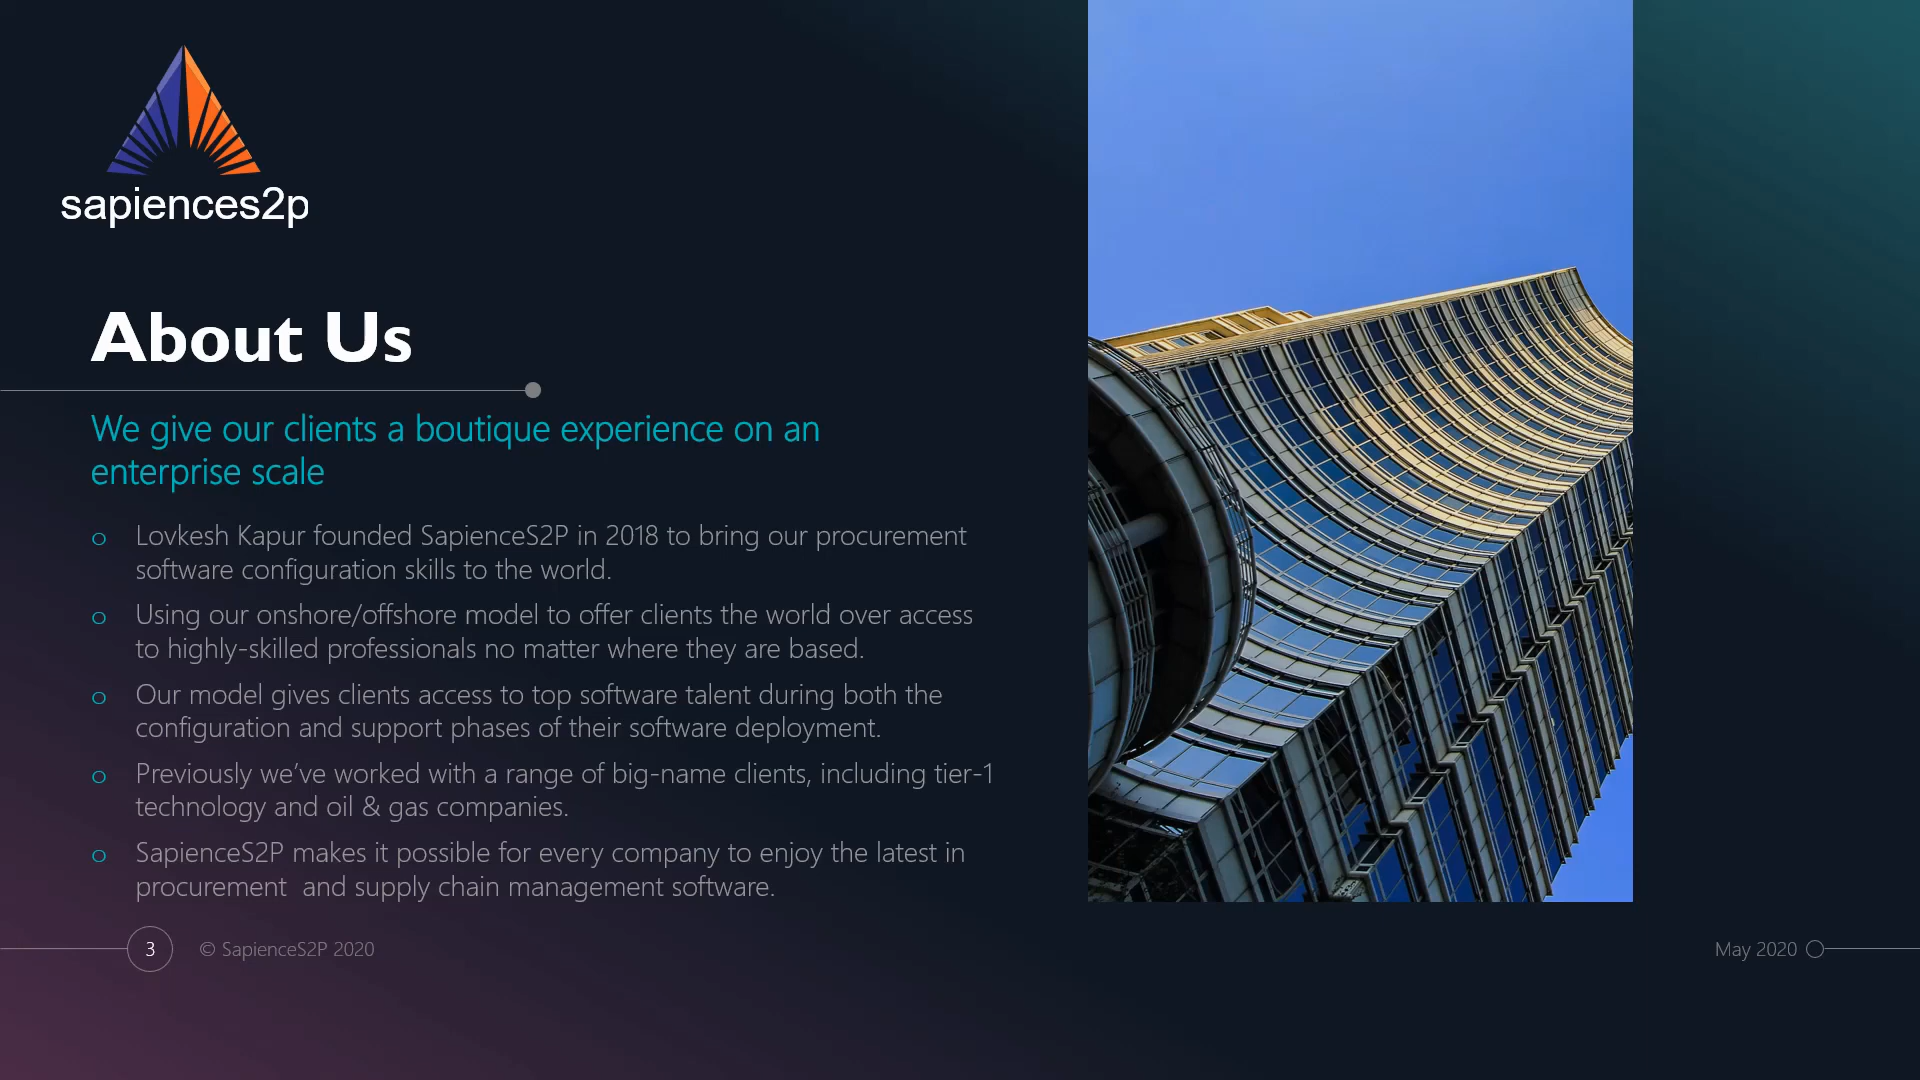 sapiences2p
About Us
We give our clients a boutique experience on an
enterprise scale
o Lovkesh Kapur founded SapienceS2P in 2018 to bring our procurement
software configuration skills to the world.
o Using our onshore/offshore model to offer clients the world over access
to highly-skilled professionals no matter where they are based.
o Our model gives clients access to top software talent during both the
configuration and support phases of their software deployment.
o Previously we’ve worked with a range of big-name clients, including tier-1
technology and oil & gas companies.
o SapienceS2P makes it possible for every company to enjoy the latest in
procurement  and supply chain management software.
3 © SapienceS2P 2020
May 2020